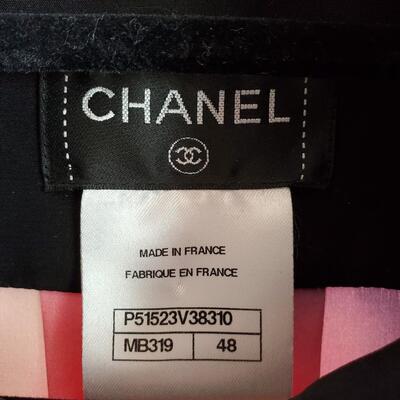 CHANEL
MADE IN FRANCE
FABRIQUE EN FRANCE
P51523V38310
MB319 48